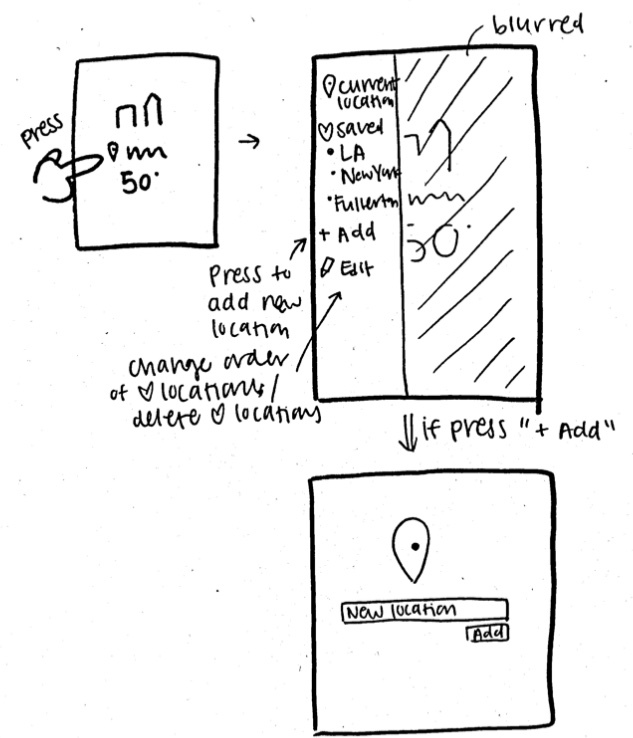 blurred
press
50°
current
location
saved
• LA
• New York
• Fullerton
+ Add
Edit
50°
Press to
add new
location
change order
of ♡ locations/
delete ♡ locations
if press "+ Add"
New location
Add